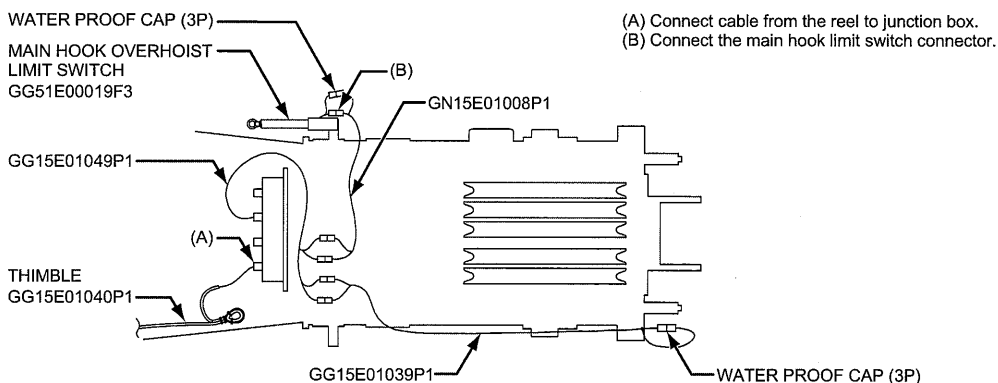 WATER PROOF CAP (3P)
MAIN HOOK OVERHOIST
LIMIT SWITCH
GG51E00019F3
(A) Connect cable from the reel to junction box.
(B) Connect the main hook limit switch connector.
(B)
GN15E01008P1
GG15E01049P1
(A)
THIMBLE
GG15E01040P1
GG15E01039P1
WATER PROOF CAP (3P)